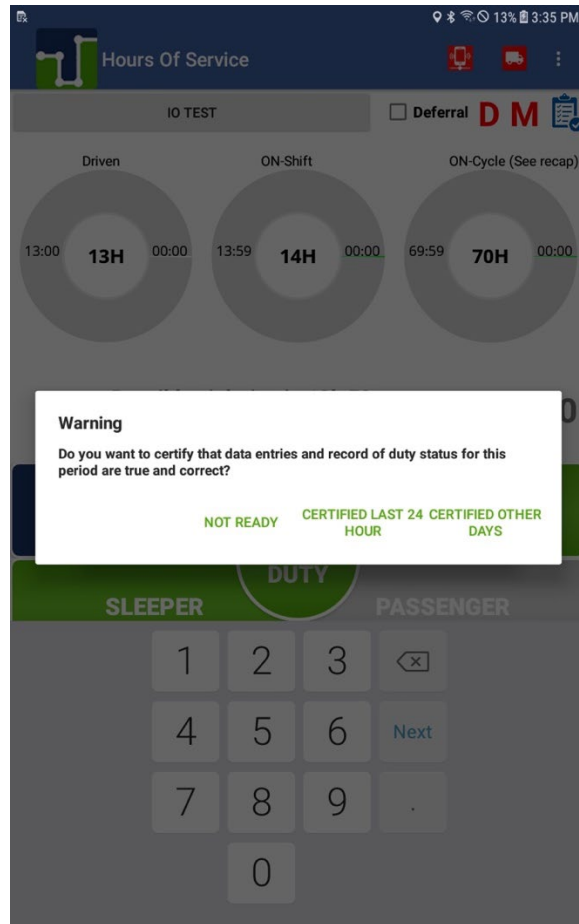 13% 3:35 PM
Hours Of Service
IO TEST
Deferral D M
Driven ON-Shift ON-Cycle (See recap)
13:00 13H 00:00 13:59 14H 00:00 69:59 70H 00:00
0
Warning
Do you want to certify that data entries and record of duty status for this
period are true and correct?
NOT READY CERTIFIED LAST 24 HOUR CERTIFIED OTHER DAYS
DUTY
SLEEPER PASSENGER
1 2 3
4 5 6 Next
7 8 9 .
0